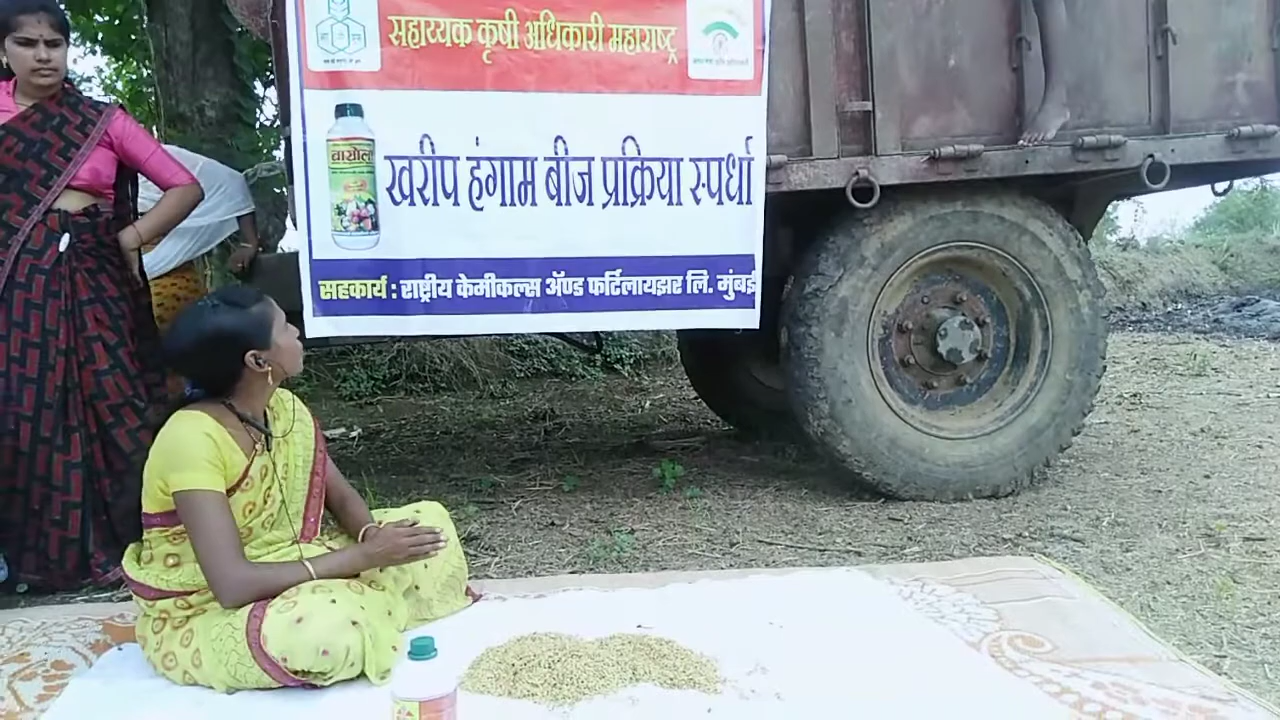 सहाय्यक कृषी अधिकारी महाराष्ट्र
बायोला
खरीप हंगाम बीज प्रक्रिया स्पर्धा
सहकार्य : राष्ट्रीय केमीकल्स ॲण्ड फर्टिलायझर लि. मुंबई